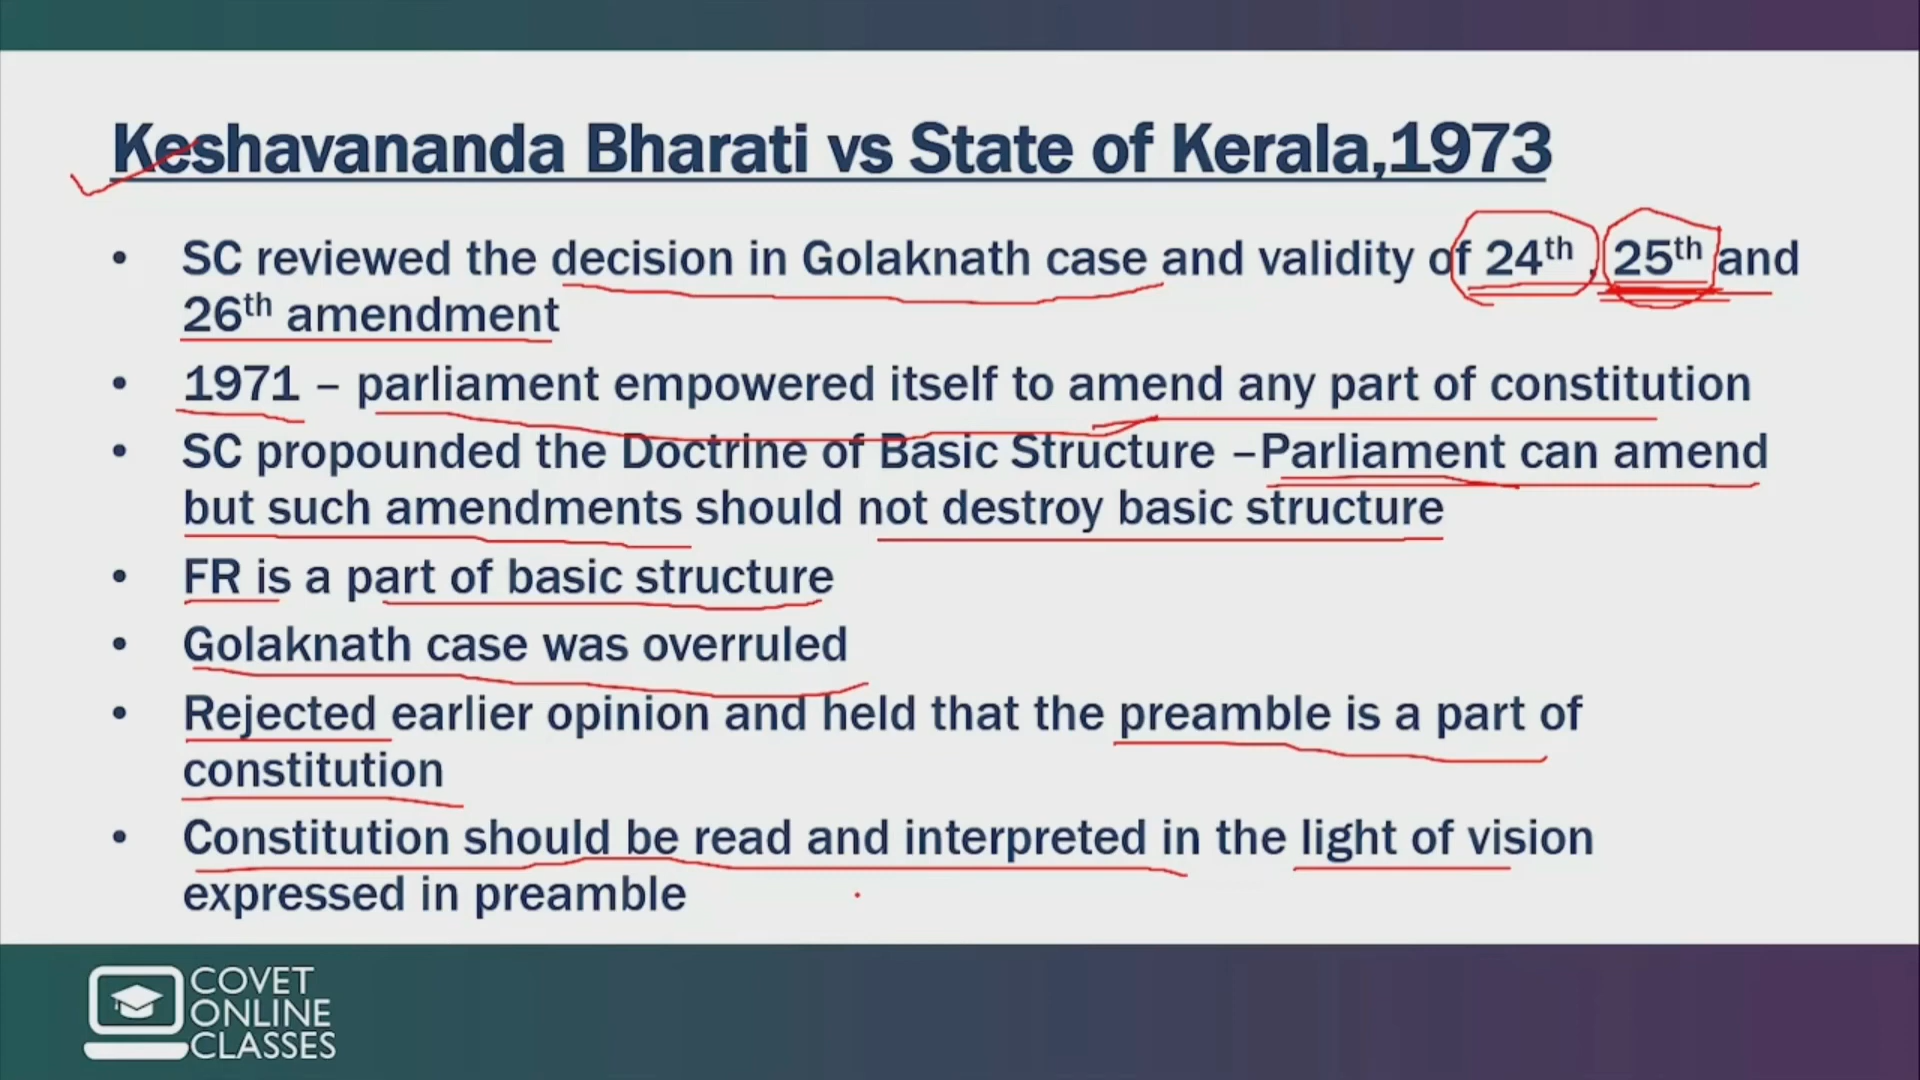 Keshavananda Bharati vs State of Kerala,1973
• SC reviewed the decision in Golaknath case and validity of 24th , 25th and
26th amendment
• 1971 – parliament empowered itself to amend any part of constitution
• SC propounded the Doctrine of Basic Structure –Parliament can amend
but such amendments should not destroy basic structure
• FR is a part of basic structure
• Golaknath case was overruled
• Rejected earlier opinion and held that the preamble is a part of
constitution
• Constitution should be read and interpreted in the light of vision
expressed in preamble
COVET
ONLINE
CLASSES